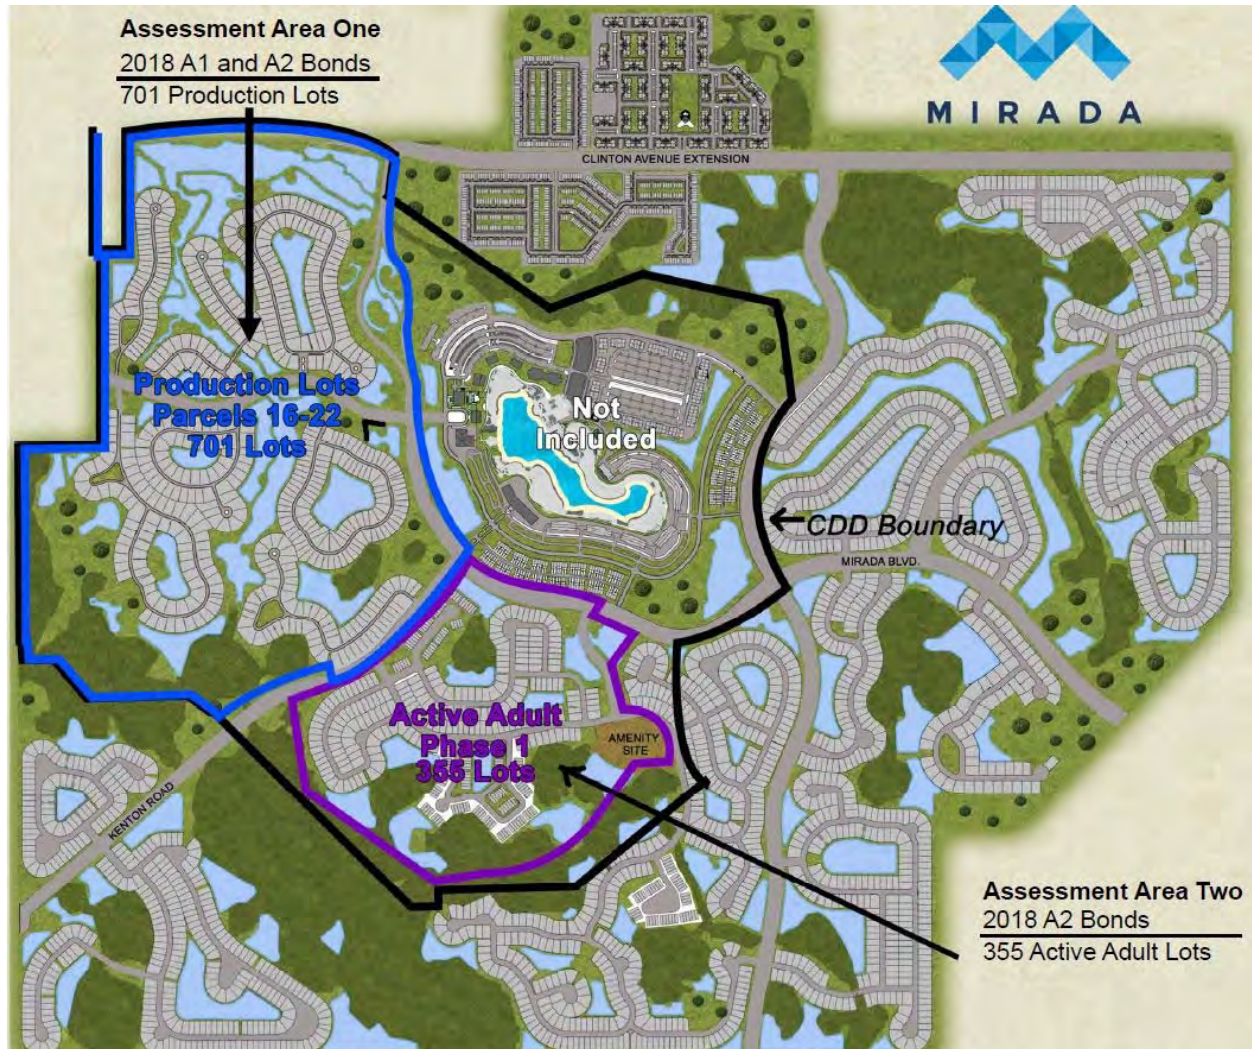 Assessment Area One
2018 A1 and A2 Bonds
701 Production Lots
MIRADA
CLINTON AVENUE EXTENSION
Production Lots
Parcels 16-22
701 Lots
Not
Included
CDD Boundary
MIRADA BLVD.
Active Adult
Phase 1
355 Lots
AMENITY
SITE
KENTON ROAD
Assessment Area Two
2018 A2 Bonds
355 Active Adult Lots